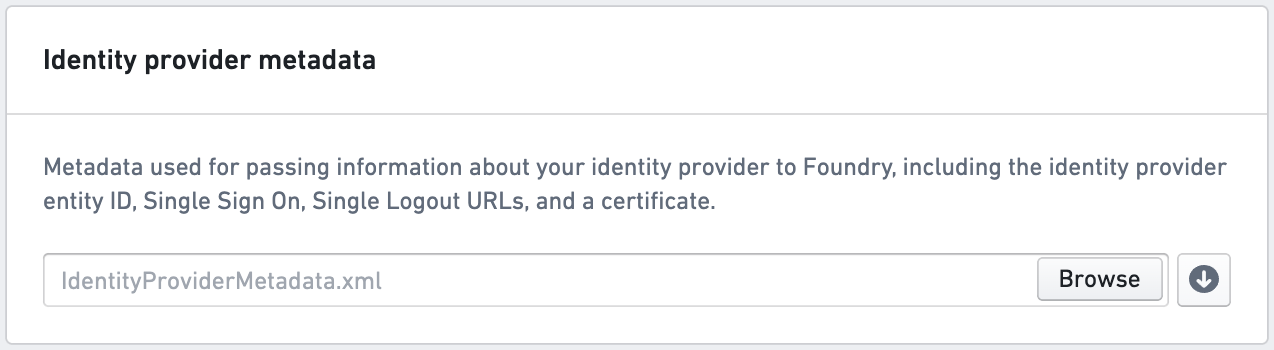 Identity provider metadata
Metadata used for passing information about your identity provider to Foundry, including the identity provider
entity ID, Single Sign On, Single Logout URLs, and a certificate.
IdentityProviderMetadata.xml Browse